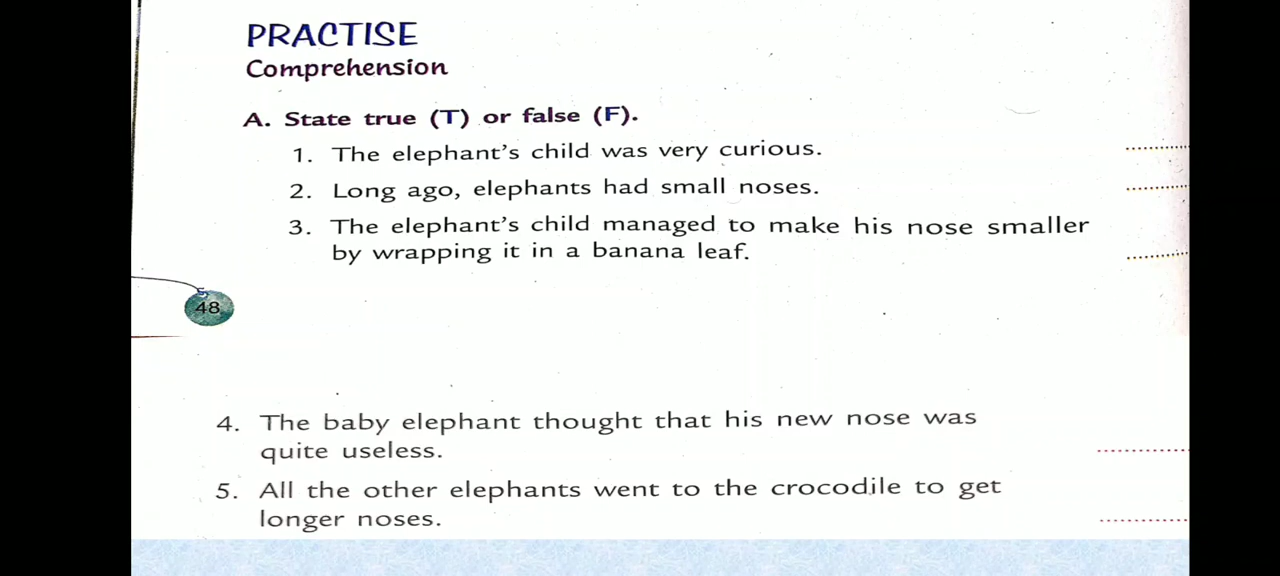 PRACTISE
Comprehension
A. State true (T) or false (F).
1. The elephant's child was very curious. ............
2. Long ago, elephants had small noses. ............
3. The elephant's child managed to make his nose smaller
by wrapping it in a banana leaf. ............
48
4. The baby elephant thought that his new nose was
quite useless. ................
5. All the other elephants went to the crocodile to get
longer noses. ................